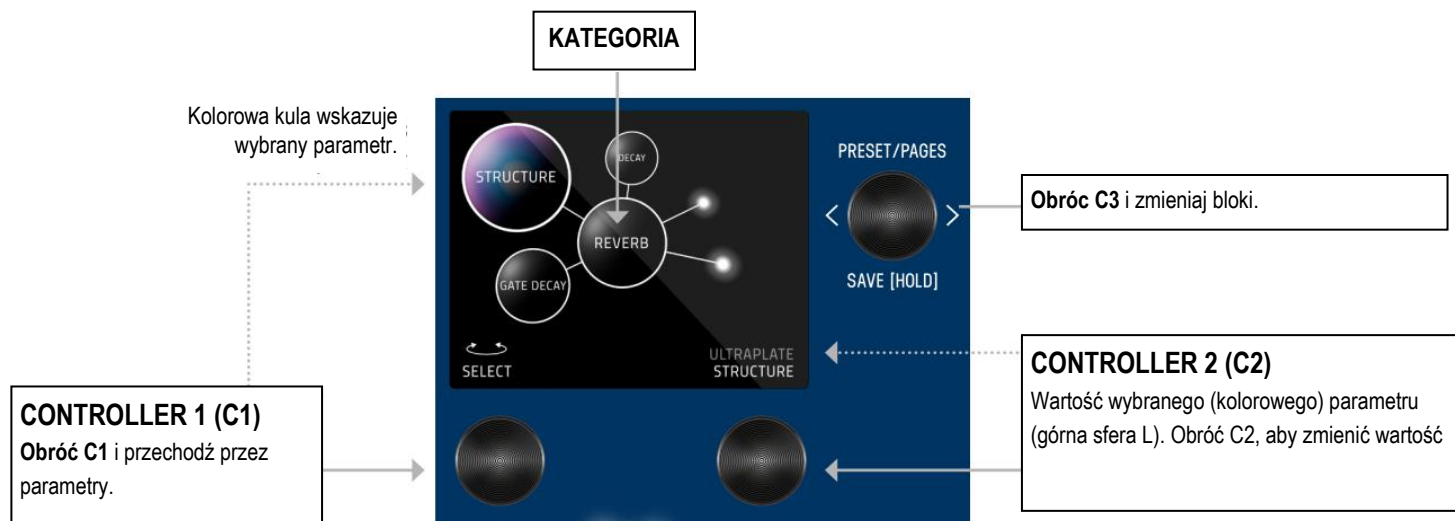 KATEGORIA
Kolorowa kula wskazuje
wybrany parametr.
STRUCTURE
DECAY
REVERB
GATE DECAY
SELECT
ULTRAPLATE
STRUCTURE
PRESET/PAGES
< >
SAVE [HOLD]
Obróc C3 i zmieniaj bloki.
CONTROLLER 1 (C1)
Obróć C1 i przechodź przez
parametry.
CONTROLLER 2 (C2)
Wartość wybranego (kolorowego) parametru
(górna sfera L). Obróć C2, aby zmienić wartość